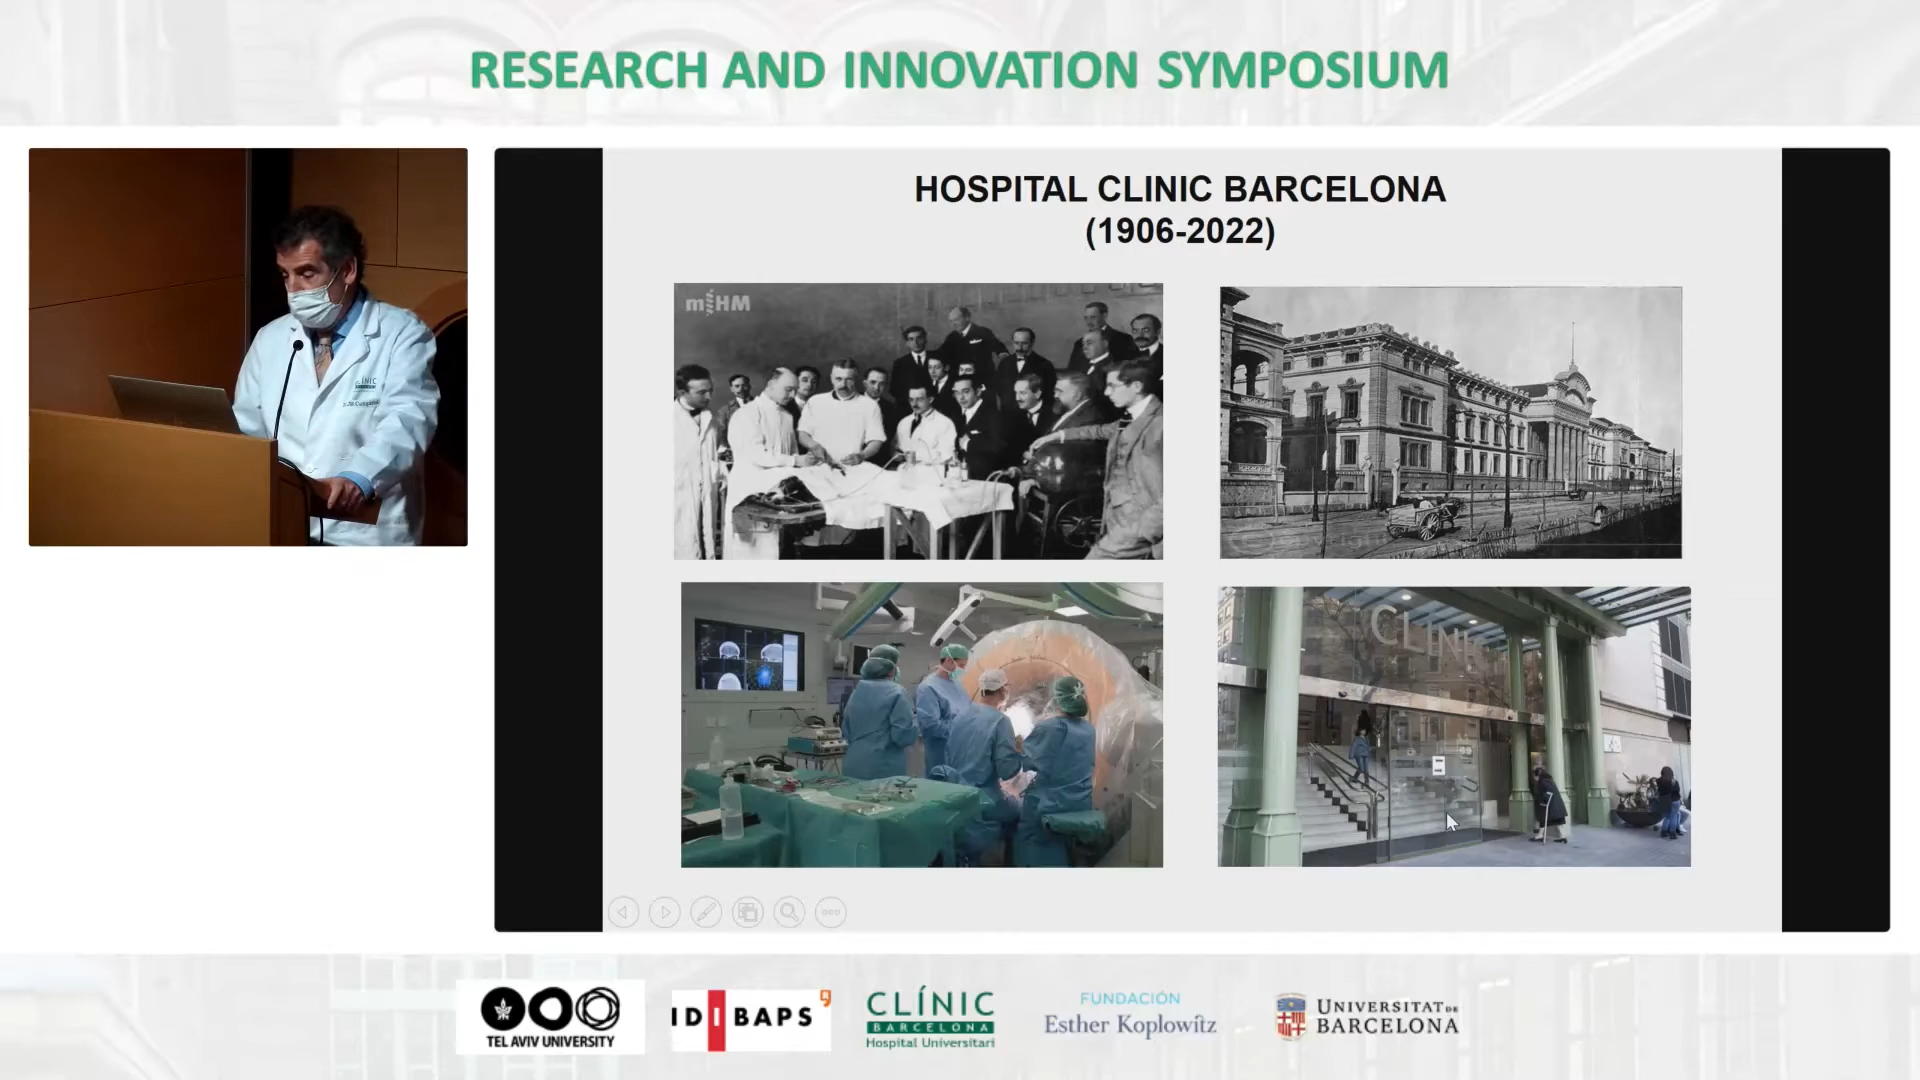 RESEARCH AND INNOVATION SYMPOSIUM
HOSPITAL CLINIC BARCELONA
(1906-2022)
CLINIC
TEL AVIV UNIVERSITY
IDIBAPS
CLÍNIC
BARCELONA
Hospital Universitari
FUNDACIÓN
Esther Koplowitz
UNIVERSITAT DE
BARCELONA